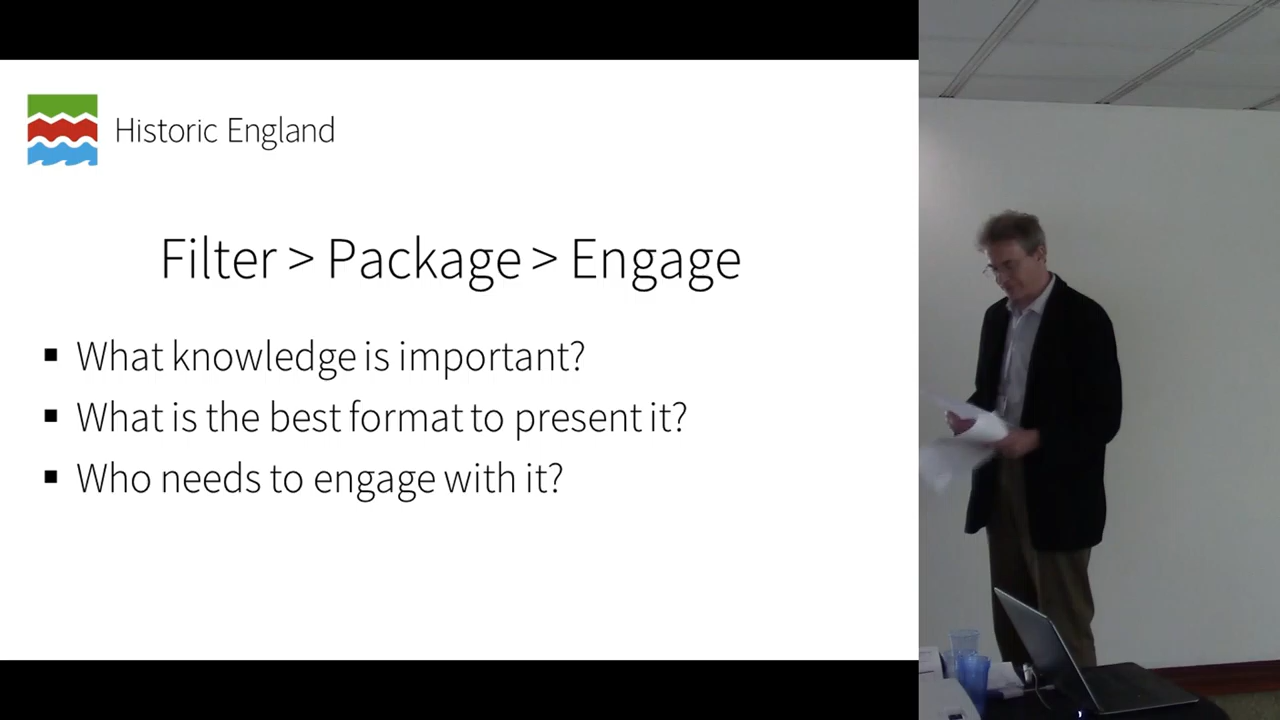 Historic England
Filter > Package > Engage
▪ What knowledge is important?
▪ What is the best format to present it?
▪ Who needs to engage with it?